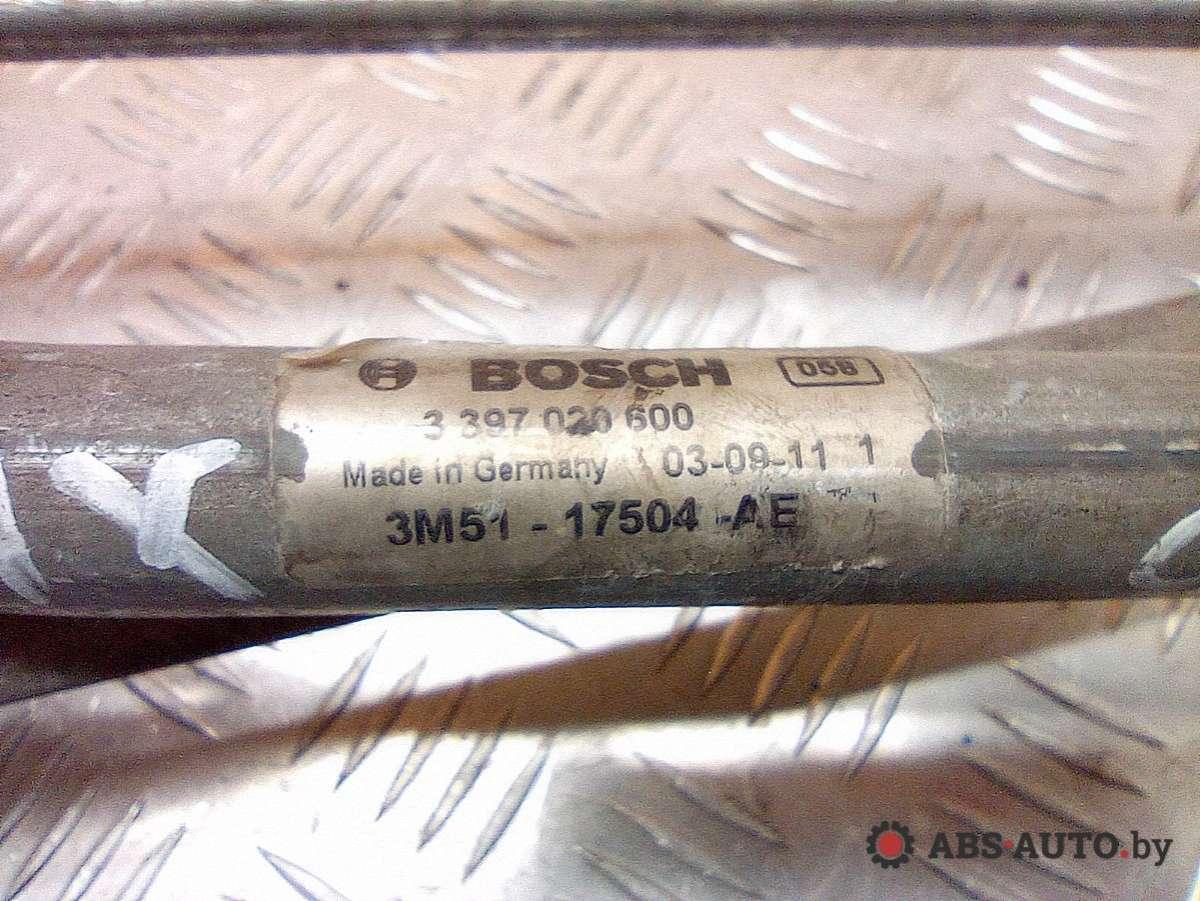 BOSCH 058
3 397 020 600
Made in Germany 03-09-11 1
3M51 - 17504 -AE
ABS-AUTO.by